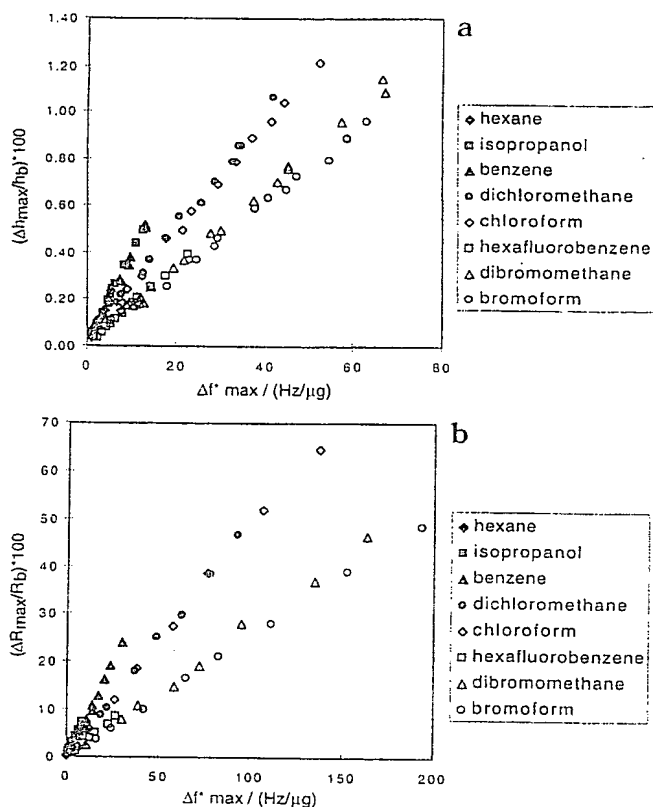 a
1.40
1.20
1.00
0.80
0.60
0.40
0.20
0.00
(Δhmax/hb)*100
0
20
40
60
80
Δf* max / (Hz/µg)
hexane
isopropanol
benzene
dichloromethane
chloroform
hexafluorobenzene
dibromomethane
bromoform
b
70
60
50
40
30
20
10
0
(ΔRmax/Rb)*100
0
50
100
150
200
Δf* max / (Hz/µg)
hexane
isopropanol
benzene
dichloromethane
chloroform
hexafluorobenzene
dibromomethane
bromoform